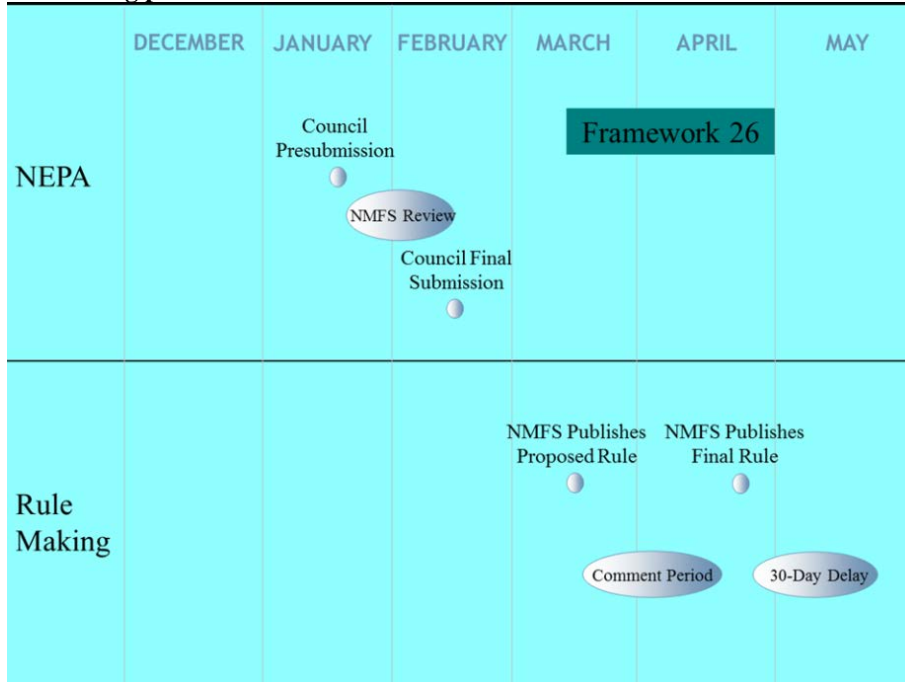 DECEMBER JANUARY FEBRUARY MARCH APRIL MAY
NEPA
Council
Presubmission
NMFS Review
Council Final
Submission
Framework 26
Rule
Making
NMFS Publishes
Proposed Rule
NMFS Publishes
Final Rule
Comment Period
30-Day Delay